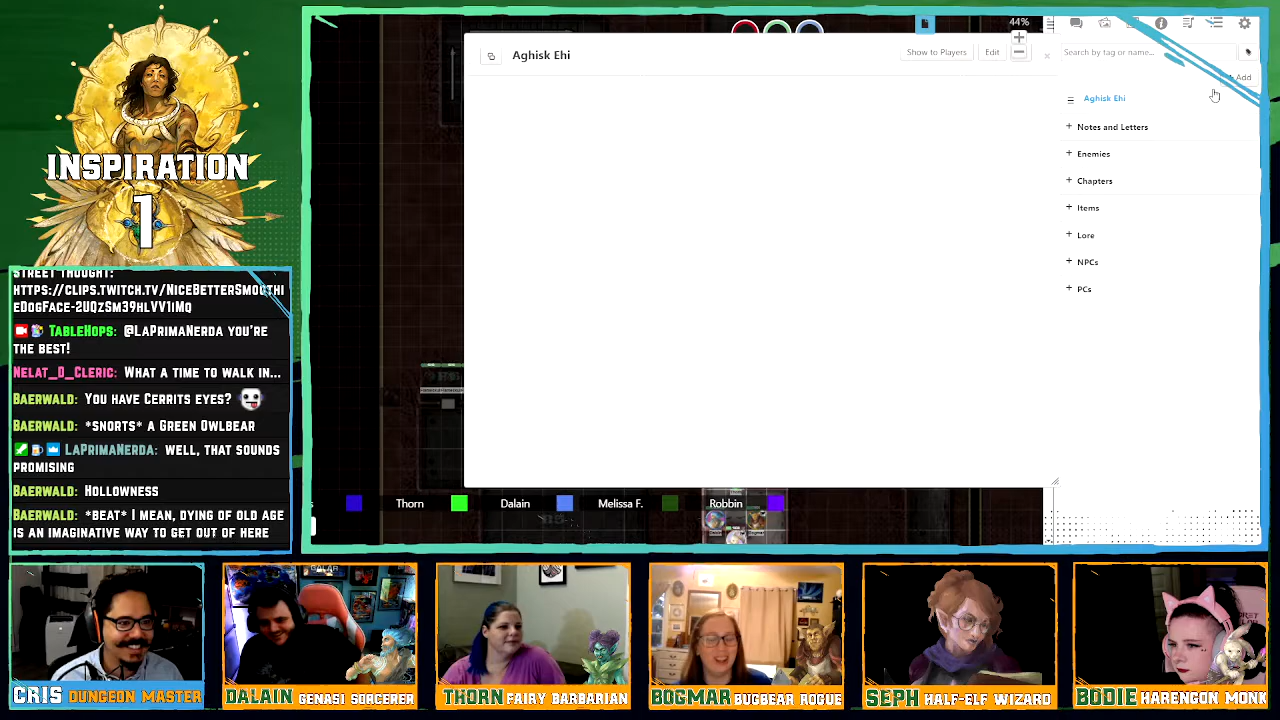 INSPIRATION
1
STREET THOUGHT:
HTTPS://CLIPS.TWITCH.TV/NICEBETTERSMOOTHI
EDOGFACE-2UQZSM39HLVV1IMQ
TABLEHOPS: @LAPRIMANERDA YOU'RE
THE BEST!
NELAT_D_CLERIC: WHAT A TIME TO WALK IN...
BAERWALD: YOU HAVE CERRITS EYES?
BAERWALD: *SNORTS* A GREEN OWLBEAR
LAPRIMANERDA: WELL, THAT SOUNDS
PROMISING
BAERWALD: HOLLOWNESS
BAERWALD: *BEAT* I MEAN, DYING OF OLD AGE
IS AN IMAGINATIVE WAY TO GET OUT OF HERE
44%
Aghisk Ehi
Show to Players
Edit
Search by tag or name...
Add
Aghisk Ehi
Notes and Letters
Enemies
Chapters
Items
Lore
NPCs
PCs
s
Thorn
Dalain
Melissa F.
Robbin
CRIS DUNGEON MASTER
DALAIN GENASI SORCERER
THORN FAIRY BARBARIAN
BOGMAR BUGBEAR ROGUE
SEPH HALF-ELF WIZARD
BODIE HARENGON MONK